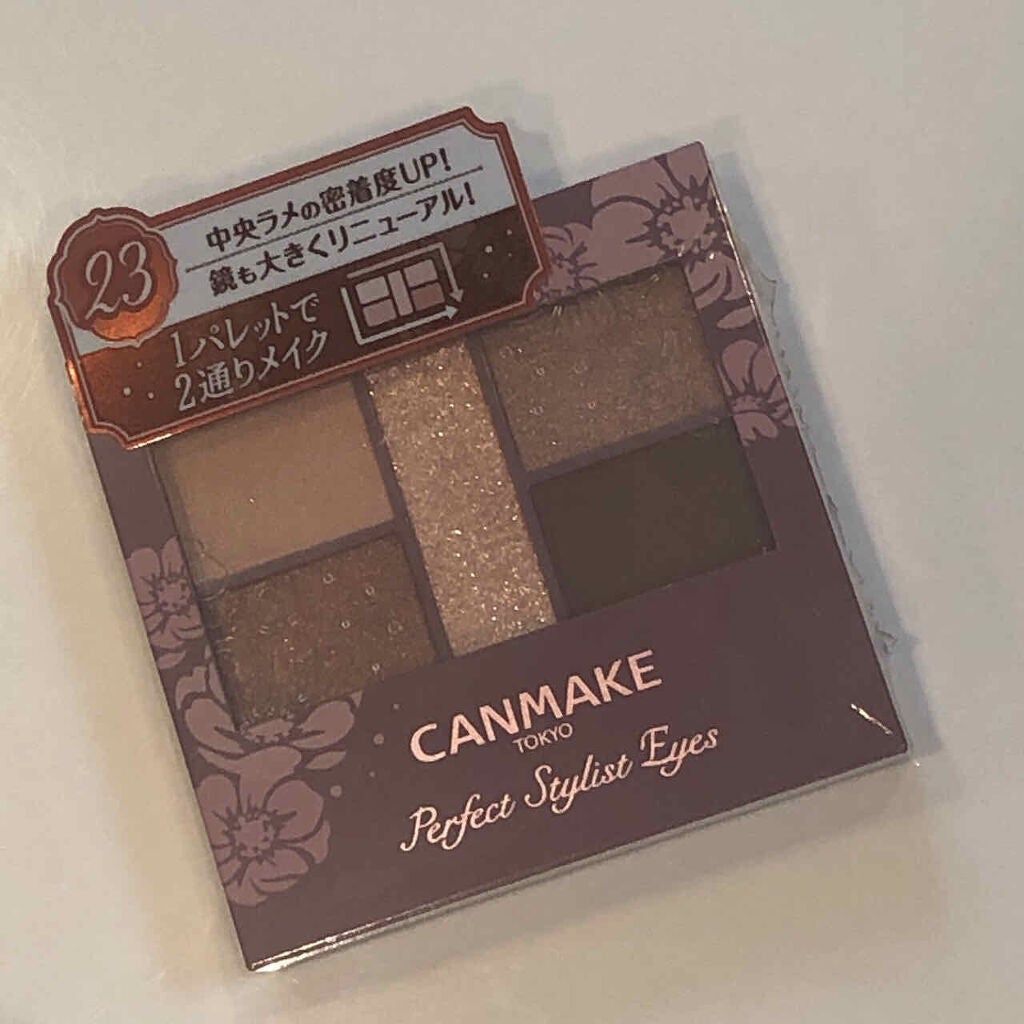 23
中央ラメの密着度UP!
鏡も大きくリニューアル!
1パレットで
2通りメイク
CANMAKE
TOKYO
Perfect Stylist Eyes